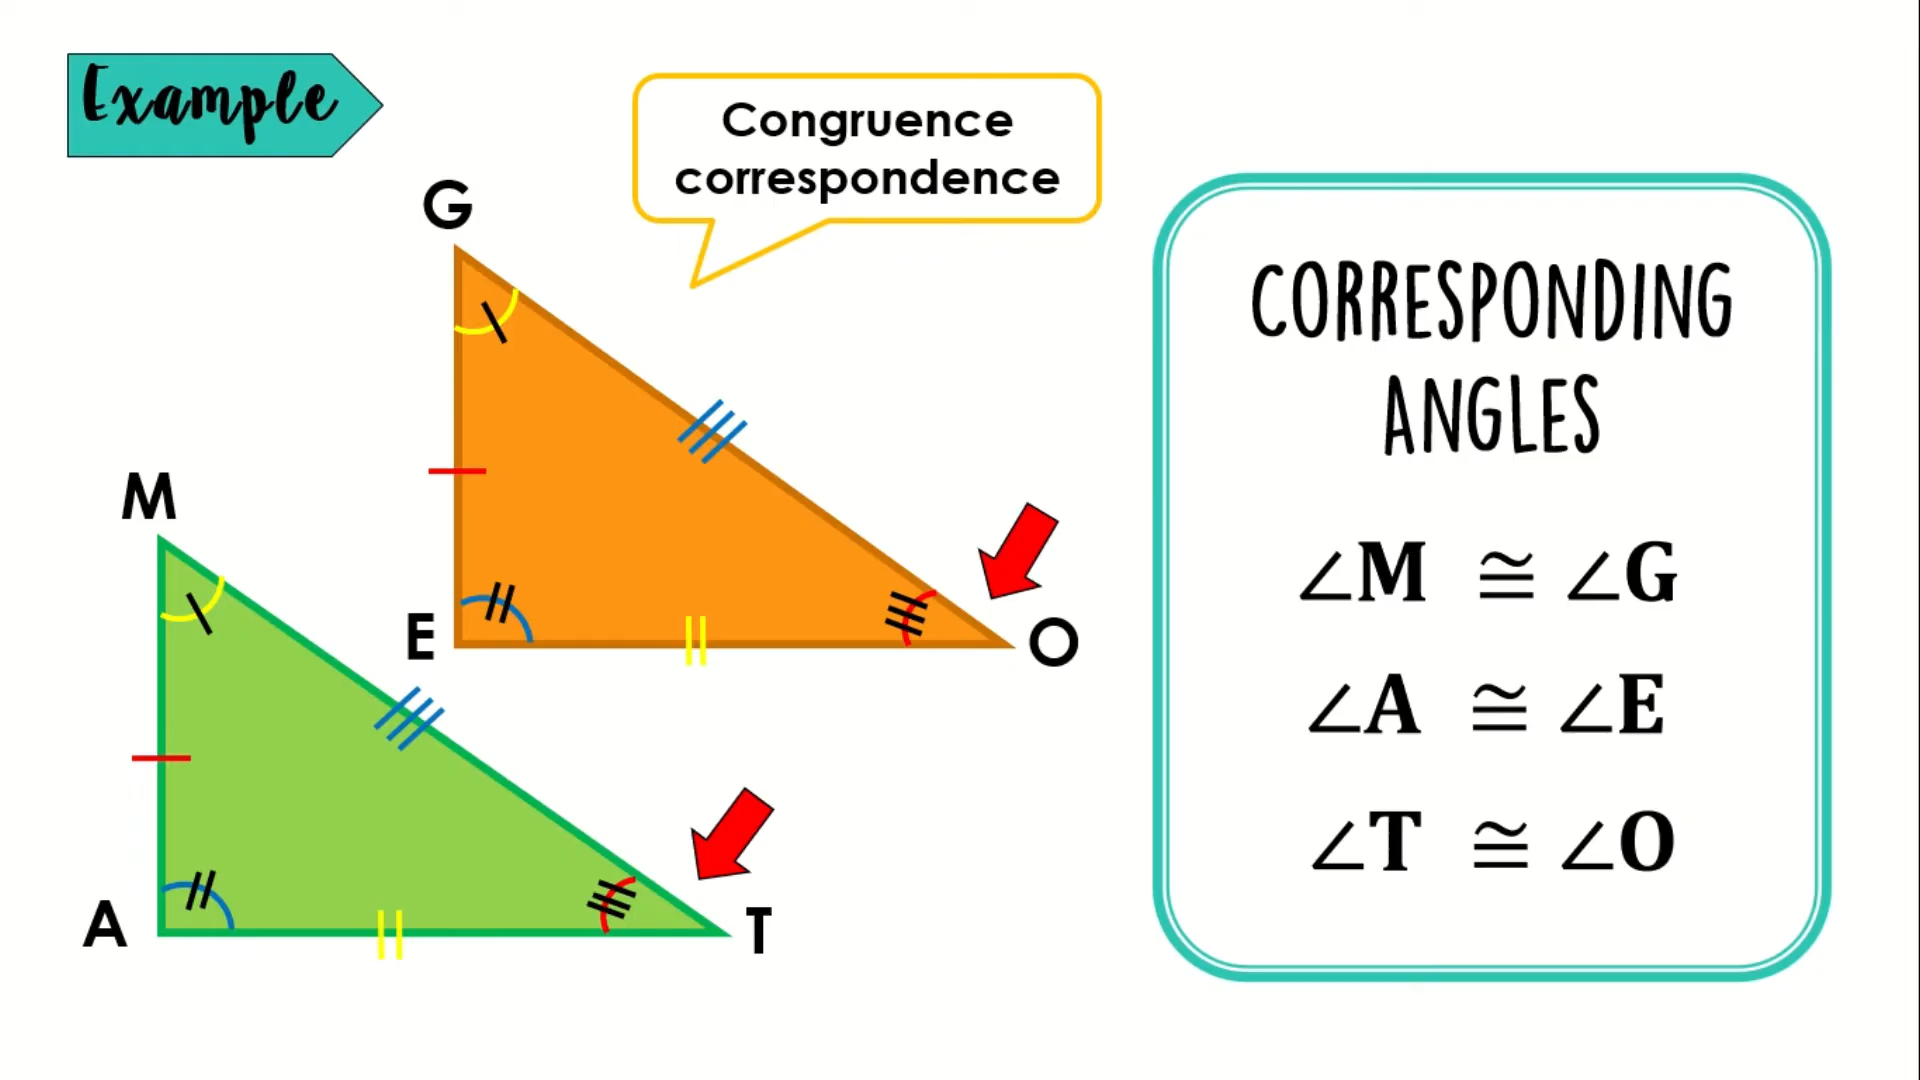 Example
Congruence
correspondence
G
M
E
O
A
T
CORRESPONDING
ANGLES
∠M ≅ ∠G
∠A ≅ ∠E
∠T ≅ ∠O